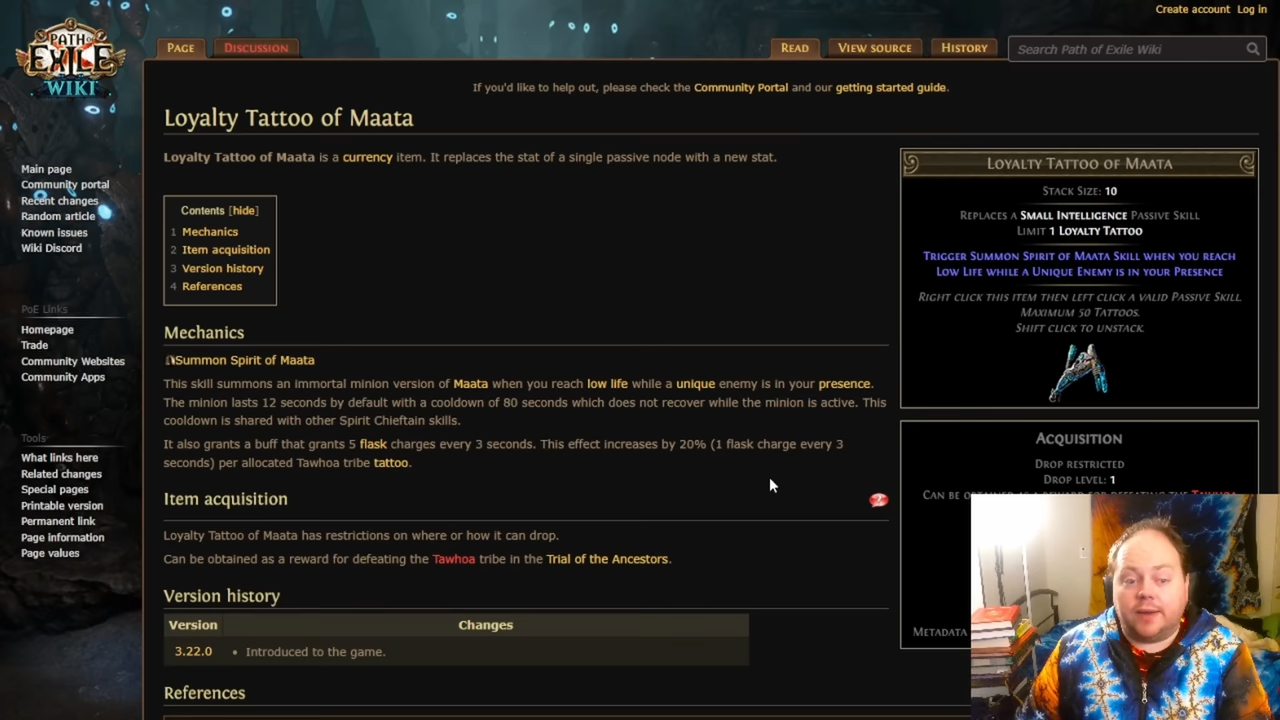 Create account Log in
PATH OF EXILE WIKI
PAGE DISCUSSION READ VIEW SOURCE HISTORY Search Path of Exile Wiki
If you'd like to help out, please check the Community Portal and our getting started guide.
Loyalty Tattoo of Maata
Loyalty Tattoo of Maata is a currency item. It replaces the stat of a single passive node with a new stat.
Contents [hide]
1 Mechanics
2 Item acquisition
3 Version history
4 References
Mechanics
Summon Spirit of Maata
This skill summons an immortal minion version of Maata when you reach low life while a unique enemy is in your presence.
The minion lasts 12 seconds by default with a cooldown of 80 seconds which does not recover while the minion is active. This
cooldown is shared with other Spirit Chieftain skills.
It also grants a buff that grants 5 flask charges every 3 seconds. This effect increases by 20% (1 flask charge every 3
seconds) per allocated Tawhoa tribe tattoo.
Item acquisition
Loyalty Tattoo of Maata has restrictions on where or how it can drop.
Can be obtained as a reward for defeating the Tawhoa tribe in the Trial of the Ancestors.
Version history
Version Changes
3.22.0 • Introduced to the game.
References
LOYALTY TATTOO OF MAATA
STACK SIZE: 10
REPLACES A SMALL INTELLIGENCE PASSIVE SKILL
LIMIT 1 LOYALTY TATTOO
TRIGGER SUMMON SPIRIT OF MAATA SKILL WHEN YOU REACH
LOW LIFE WHILE A UNIQUE ENEMY IS IN YOUR PRESENCE
RIGHT CLICK THIS ITEM THEN LEFT CLICK A VALID PASSIVE SKILL.
MAXIMUM 50 TATTOOS.
SHIFT CLICK TO UNSTACK.
ACQUISITION
DROP RESTRICTED
DROP LEVEL: 1
CAN BE OBTAINED AS A REWARD FOR DEFEATING THE TAWHOA
METADATA
Main page
Community portal
Recent changes
Random article
Known issues
Wiki Discord
PoE Links
Homepage
Trade
Community Websites
Community Apps
Tools
What links here
Related changes
Special pages
Printable version
Permanent link
Page information
Page values